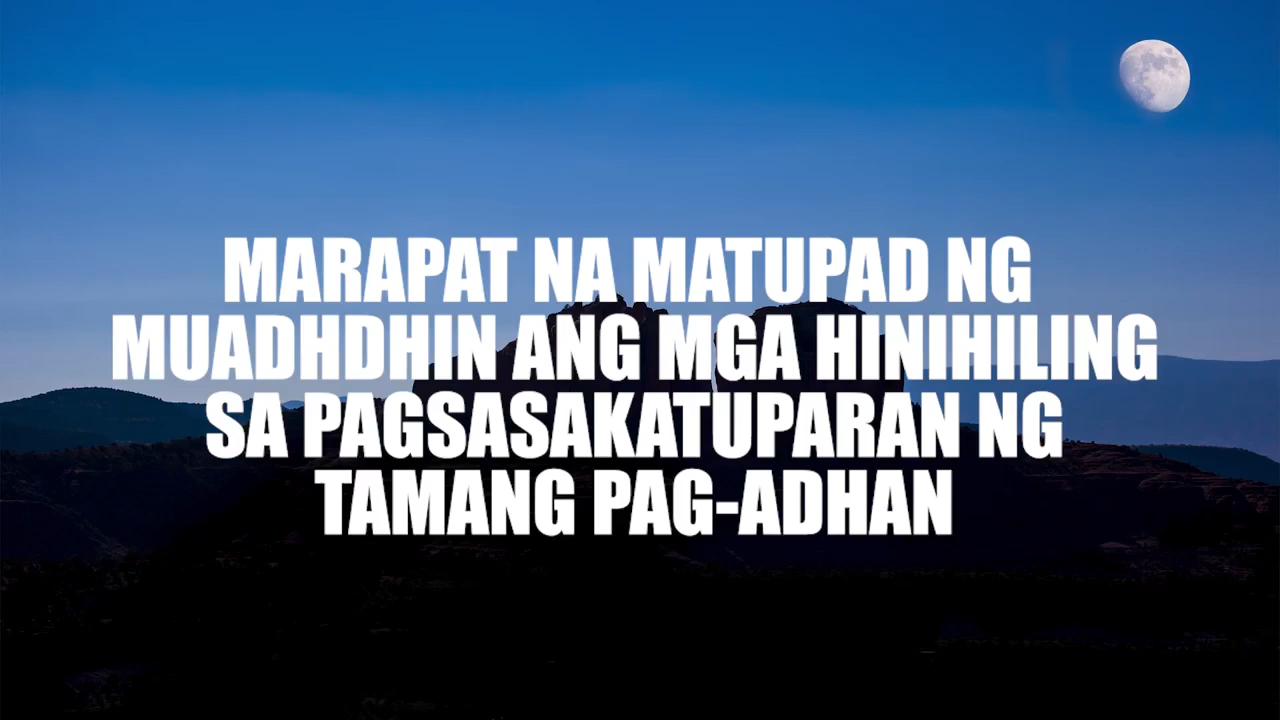 MARAPAT NA MATUPAD NG
MUADHDHIN ANG MGA HINIHILING
SA PAGSASAKATUPARAN NG
TAMANG PAG-ADHAN